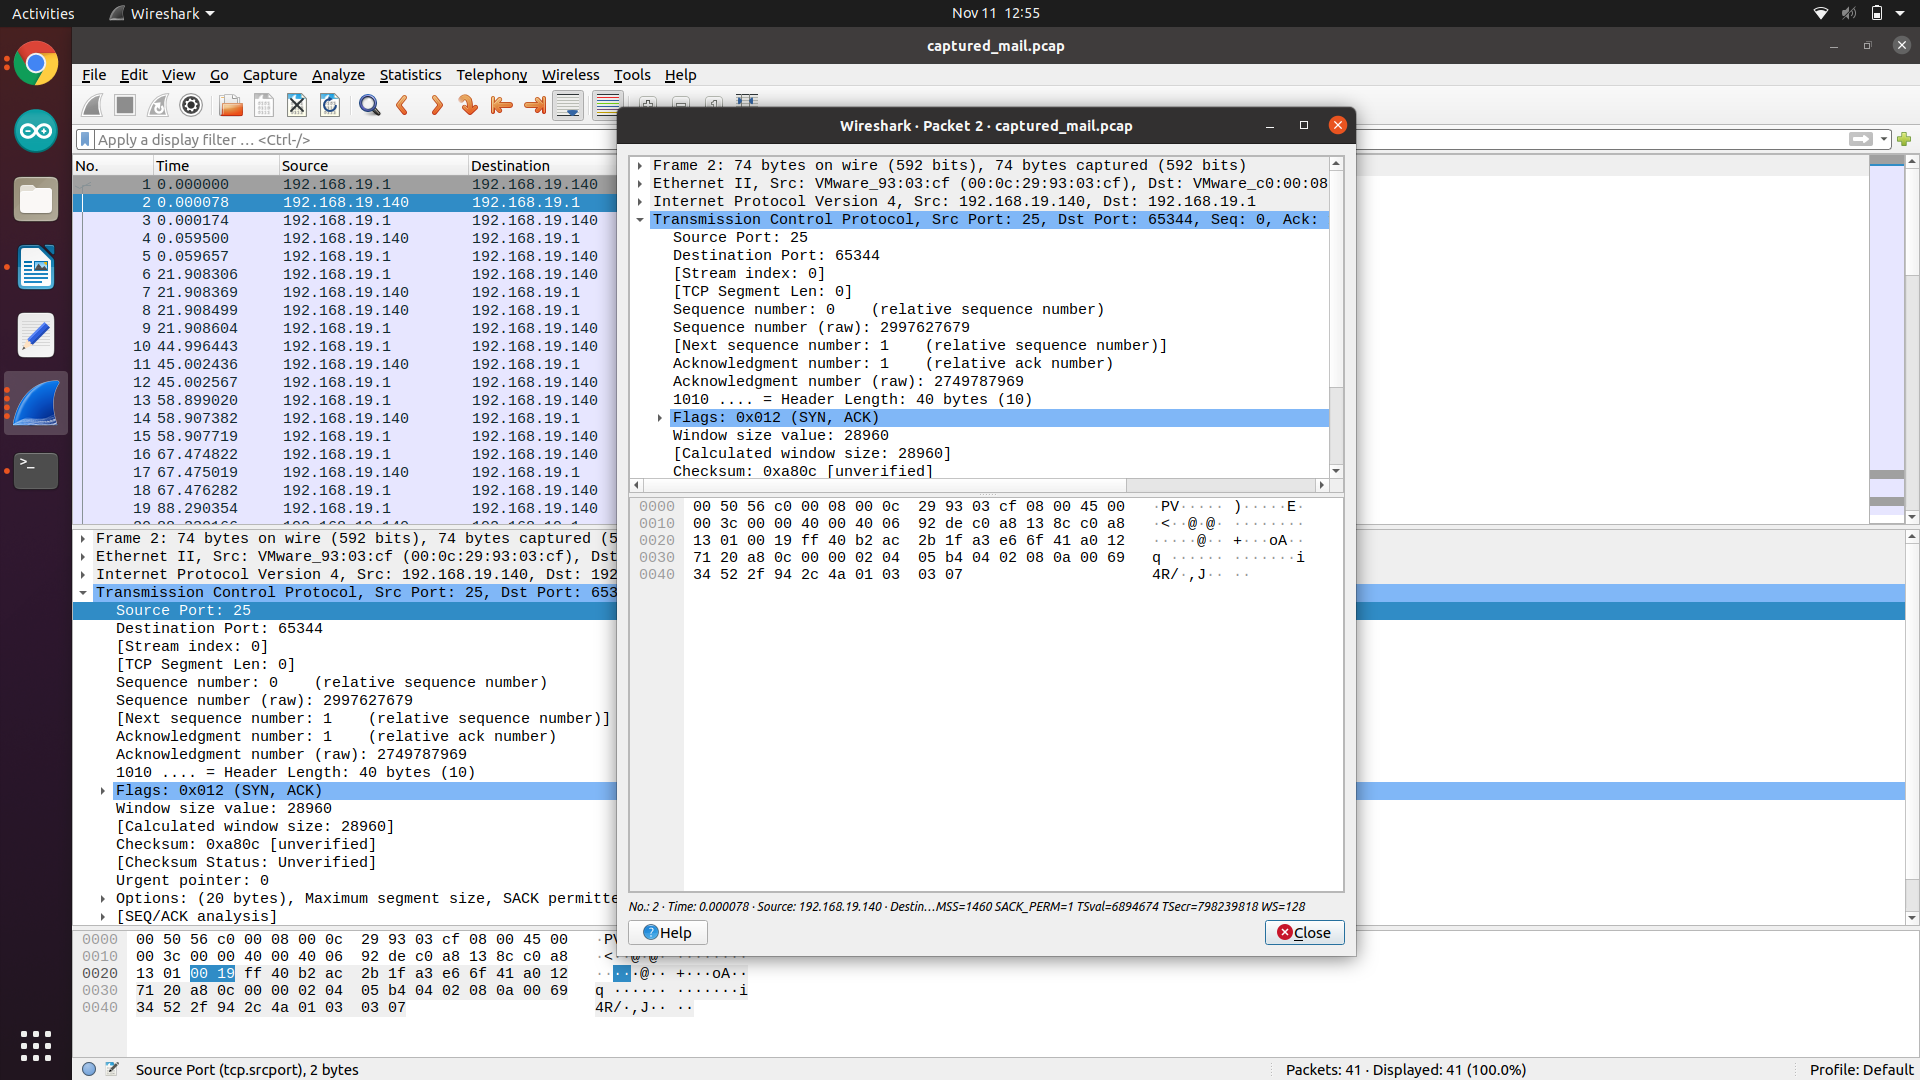 Activities Wireshark Nov 11 12:55
captured_mail.pcap
File Edit View Go Capture Analyze Statistics Telephony Wireless Tools Help
Apply a display filter … <Ctrl-/>
No. Time Source Destination
1 0.000000 192.168.19.1 192.168.19.140
2 0.000078 192.168.19.140 192.168.19.1
3 0.000174 192.168.19.1 192.168.19.140
4 0.059500 192.168.19.140 192.168.19.1
5 0.059657 192.168.19.1 192.168.19.140
6 21.908306 192.168.19.1 192.168.19.140
7 21.908369 192.168.19.140 192.168.19.1
8 21.908499 192.168.19.140 192.168.19.1
9 21.908604 192.168.19.1 192.168.19.140
10 44.996443 192.168.19.1 192.168.19.140
11 45.002436 192.168.19.140 192.168.19.1
12 45.002567 192.168.19.1 192.168.19.140
13 58.899020 192.168.19.1 192.168.19.140
14 58.907382 192.168.19.140 192.168.19.1
15 58.907719 192.168.19.1 192.168.19.140
16 67.474822 192.168.19.1 192.168.19.140
17 67.475019 192.168.19.140 192.168.19.1
18 67.476282 192.168.19.1 192.168.19.140
19 88.290354 192.168.19.1 192.168.19.140
Frame 2: 74 bytes on wire (592 bits), 74 bytes captured (5
Ethernet II, Src: VMware_93:03:cf (00:0c:29:93:03:cf), Dst
Internet Protocol Version 4, Src: 192.168.19.140, Dst: 192
Transmission Control Protocol, Src Port: 25, Dst Port: 653
Source Port: 25
Destination Port: 65344
[Stream index: 0]
[TCP Segment Len: 0]
Sequence number: 0    (relative sequence number)
Sequence number (raw): 2997627679
[Next sequence number: 1    (relative sequence number)]
Acknowledgment number: 1    (relative ack number)
Acknowledgment number (raw): 2749787969
1010 .... = Header Length: 40 bytes (10)
Flags: 0x012 (SYN, ACK)
Window size value: 28960
[Calculated window size: 28960]
Checksum: 0xa80c [unverified]
[Checksum Status: Unverified]
Urgent pointer: 0
Options: (20 bytes), Maximum segment size, SACK permitte
[SEQ/ACK analysis]
0000 00 50 56 c0 00 08 00 0c 29 93 03 cf 08 00 45 00 ·P
0010 00 3c 00 00 40 00 40 06 92 de c0 a8 13 8c c0 a8 ·<··@·@· ········
0020 13 01 00 19 ff 40 b2 ac 2b 1f a3 e6 6f 41 a0 12 ·····@·· +···oA··
0030 71 20 a8 0c 00 00 02 04 05 b4 04 02 08 0a 00 69 q ······ ·······i
0040 34 52 2f 94 2c 4a 01 03 03 07 4R/·,J·· ··
Wireshark · Packet 2 · captured_mail.pcap
Frame 2: 74 bytes on wire (592 bits), 74 bytes captured (592 bits)
Ethernet II, Src: VMware_93:03:cf (00:0c:29:93:03:cf), Dst: VMware_c0:00:08
Internet Protocol Version 4, Src: 192.168.19.140, Dst: 192.168.19.1
Transmission Control Protocol, Src Port: 25, Dst Port: 65344, Seq: 0, Ack:
Source Port: 25
Destination Port: 65344
[Stream index: 0]
[TCP Segment Len: 0]
Sequence number: 0    (relative sequence number)
Sequence number (raw): 2997627679
[Next sequence number: 1    (relative sequence number)]
Acknowledgment number: 1    (relative ack number)
Acknowledgment number (raw): 2749787969
1010 .... = Header Length: 40 bytes (10)
Flags: 0x012 (SYN, ACK)
Window size value: 28960
[Calculated window size: 28960]
Checksum: 0xa80c [unverified]
0000 00 50 56 c0 00 08 00 0c 29 93 03 cf 08 00 45 00 ·PV····· )·····E·
0010 00 3c 00 00 40 00 40 06 92 de c0 a8 13 8c c0 a8 ·<··@·@· ········
0020 13 01 00 19 ff 40 b2 ac 2b 1f a3 e6 6f 41 a0 12 ·····@·· +···oA··
0030 71 20 a8 0c 00 00 02 04 05 b4 04 02 08 0a 00 69 q ······ ·······i
0040 34 52 2f 94 2c 4a 01 03 03 07 4R/·,J·· ··
No.: 2 · Time: 0.000078 · Source: 192.168.19.140 · Destin…MSS=1460 SACK_PERM=1 TSval=6894674 TSecr=798239818 WS=128
Help Close
Source Port (tcp.srcport), 2 bytes Packets: 41 · Displayed: 41 (100.0%) Profile: Default